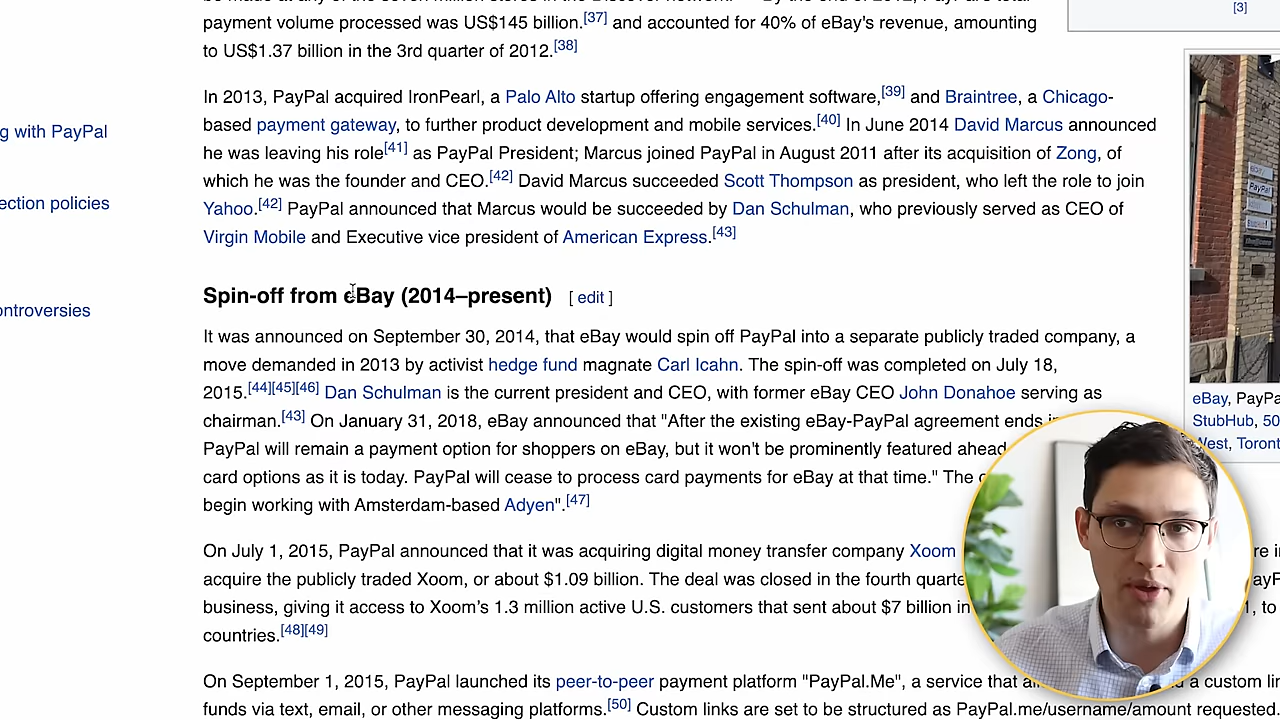 payment volume processed was US$145 billion.[37] and accounted for 40% of eBay's revenue, amounting
to US$1.37 billion in the 3rd quarter of 2012.[38]
[3]
In 2013, PayPal acquired IronPearl, a Palo Alto startup offering engagement software,[39] and Braintree, a Chicago-
based payment gateway, to further product development and mobile services.[40] In June 2014 David Marcus announced
he was leaving his role[41] as PayPal President; Marcus joined PayPal in August 2011 after its acquisition of Zong, of
which he was the founder and CEO.[42] David Marcus succeeded Scott Thompson as president, who left the role to join
Yahoo.[42] PayPal announced that Marcus would be succeeded by Dan Schulman, who previously served as CEO of
Virgin Mobile and Executive vice president of American Express.[43]
g with PayPal
ection policies
ontroversies
Spin-off from eBay (2014–present) [ edit ]
It was announced on September 30, 2014, that eBay would spin off PayPal into a separate publicly traded company, a
move demanded in 2013 by activist hedge fund magnate Carl Icahn. The spin-off was completed on July 18,
2015.[44][45][46] Dan Schulman is the current president and CEO, with former eBay CEO John Donahoe serving as
chairman.[43] On January 31, 2018, eBay announced that "After the existing eBay-PayPal agreement ends
PayPal will remain a payment option for shoppers on eBay, but it won't be prominently featured ahead
card options as it is today. PayPal will cease to process card payments for eBay at that time." The
begin working with Amsterdam-based Adyen".[47]
eBay, PayPa
StubHub, 50
West, Toront
On July 1, 2015, PayPal announced that it was acquiring digital money transfer company Xoom
acquire the publicly traded Xoom, or about $1.09 billion. The deal was closed in the fourth quarte
business, giving it access to Xoom's 1.3 million active U.S. customers that sent about $7 billion in
countries.[48][49]
On September 1, 2015, PayPal launched its peer-to-peer payment platform "PayPal.Me", a service that a custom lin
funds via text, email, or other messaging platforms.[50] Custom links are set to be structured as PayPal.me/username/amount requested.